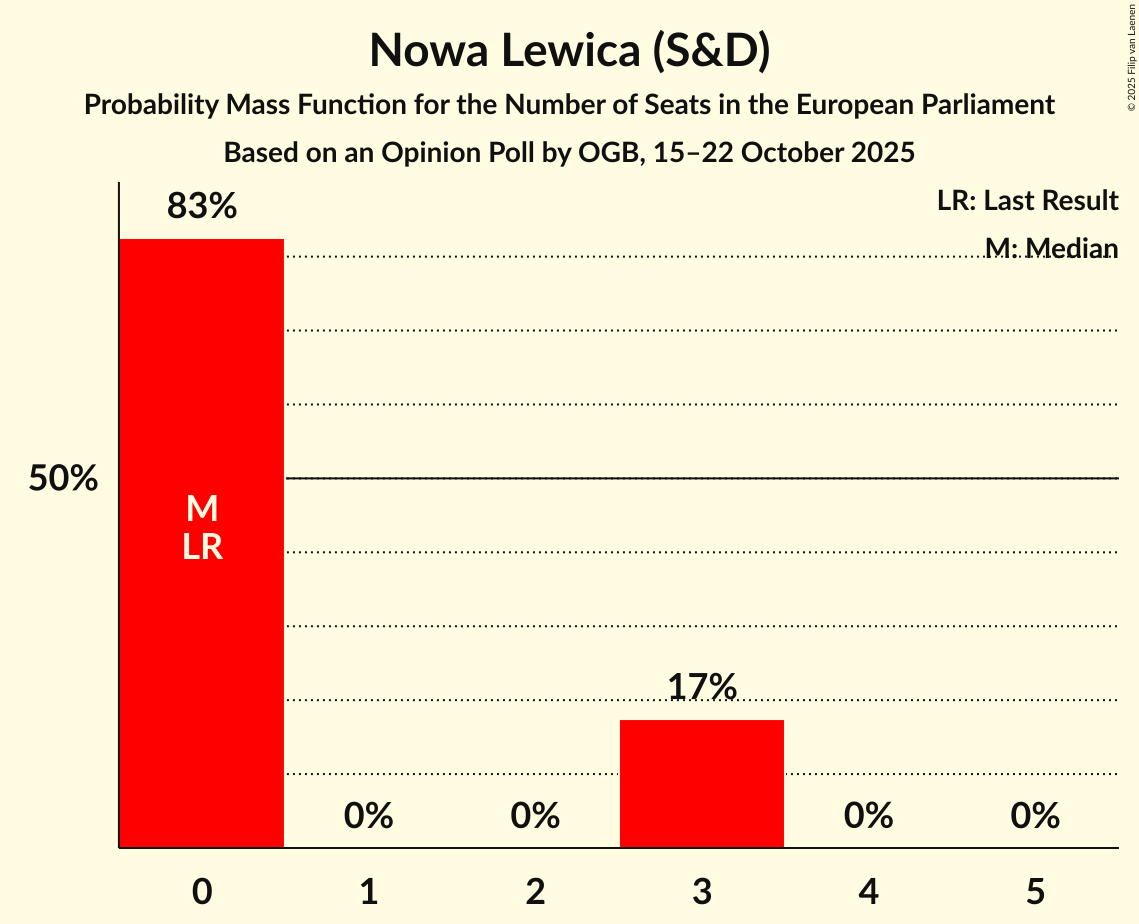 Nowa Lewica (S&D)
Probability Mass Function for the Number of Seats in the European Parliament
Based on an Opinion Poll by OGB, 15–22 October 2025
© 2025 Filip van Laenen
LR: Last Result
M: Median
83%
50%
M
LR
17%
0%
0%
0%
0%
0
1
2
3
4
5